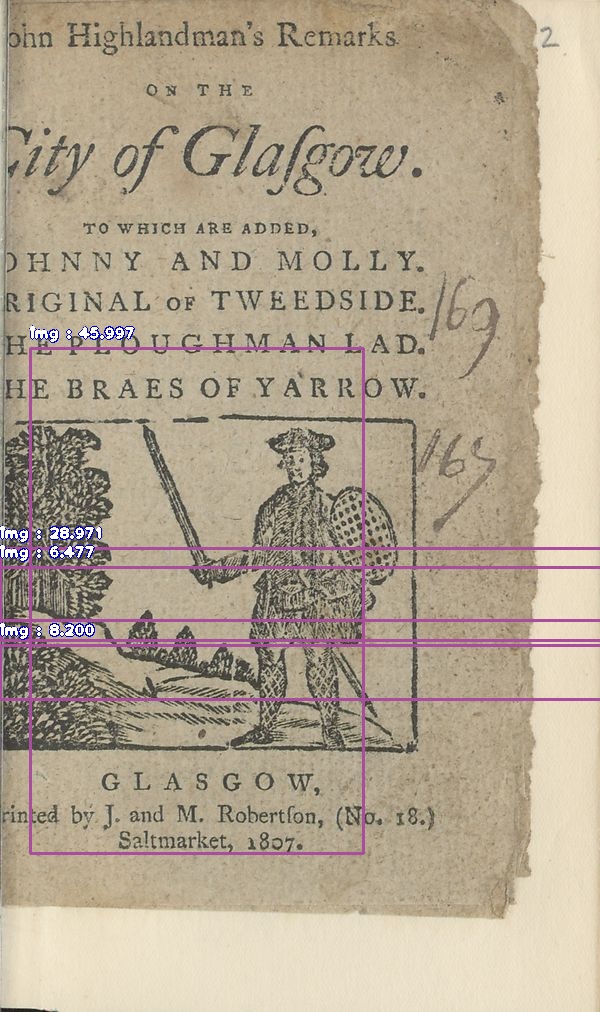 ohn Highlandman's Remarks
2
ON THE
City of Glaſgow.
TO WHICH ARE ADDED,
OHNNY AND MOLLY.
RIGINAL OF TWEEDSIDE.
169
img : 45.997
HE PLOUGHMAN LAD.
HE BRAES OF YARROW.
img : 28.971
img : 6.477
img : 8.200
GLASGOW,
rinted by J. and M. Robertſon, (No. 18.)
Saltmarket, 1807.